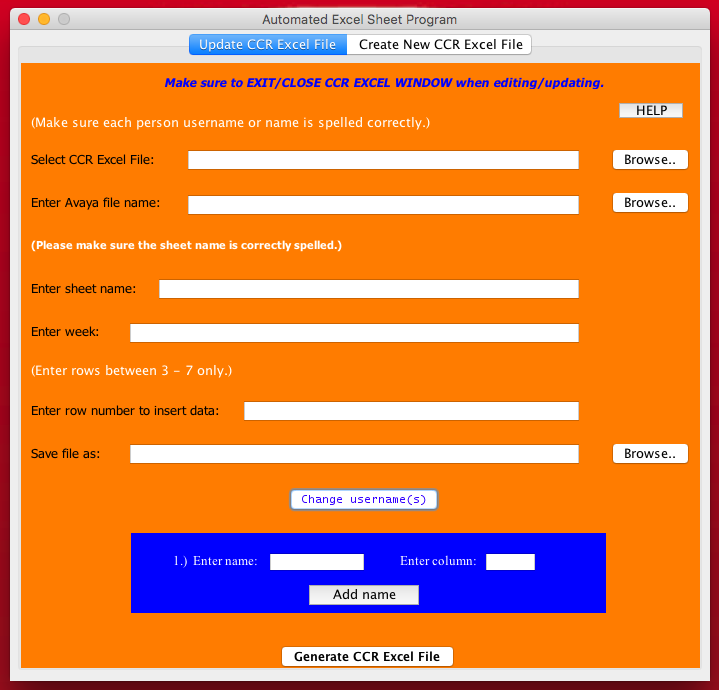 Automated Excel Sheet Program
Update CCR Excel File Create New CCR Excel File
Make sure to EXIT/CLOSE CCR EXCEL WINDOW when editing/updating.
HELP
(Make sure each person username or name is spelled correctly.)
Select CCR Excel File: Browse..
Enter Avaya file name: Browse..
(Please make sure the sheet name is correctly spelled.)
Enter sheet name:
Enter week:
(Enter rows between 3 - 7 only.)
Enter row number to insert data:
Save file as: Browse..
Change username(s)
1.) Enter name: Enter column:
Add name
Generate CCR Excel File